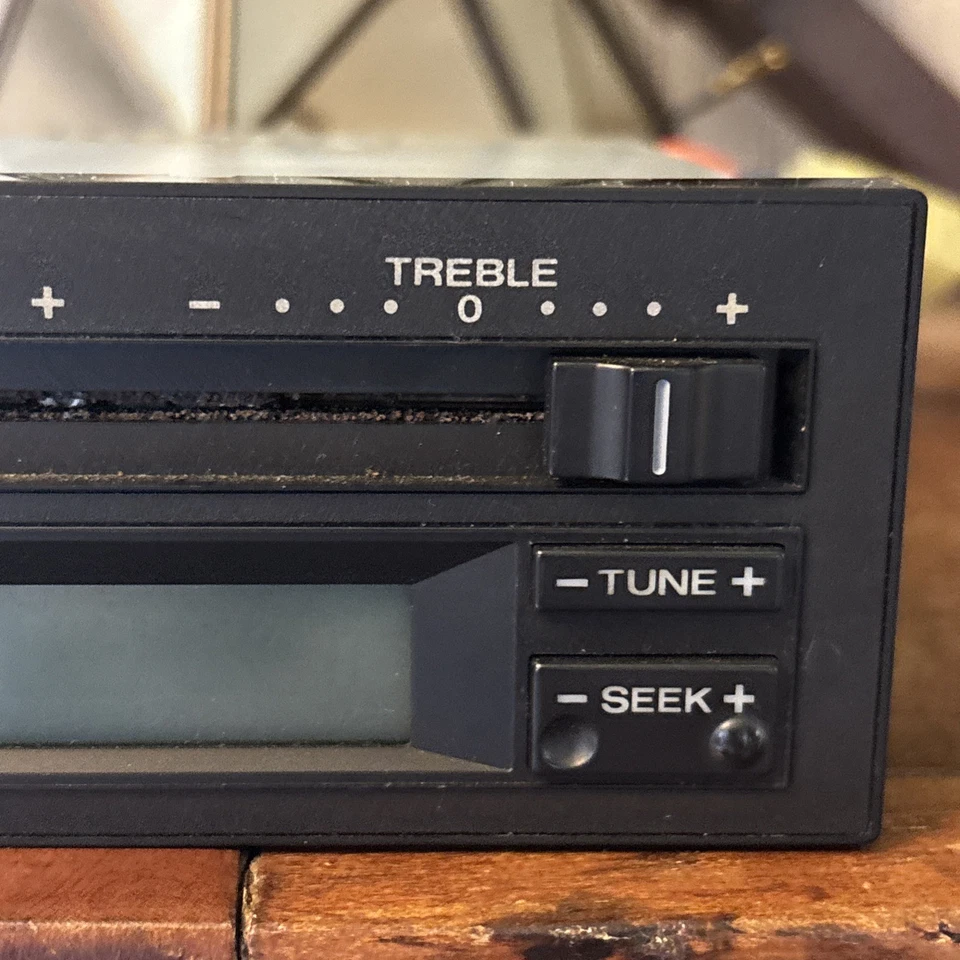 TREBLE
+ − • • • 0 • • • +
− TUNE +
− SEEK +